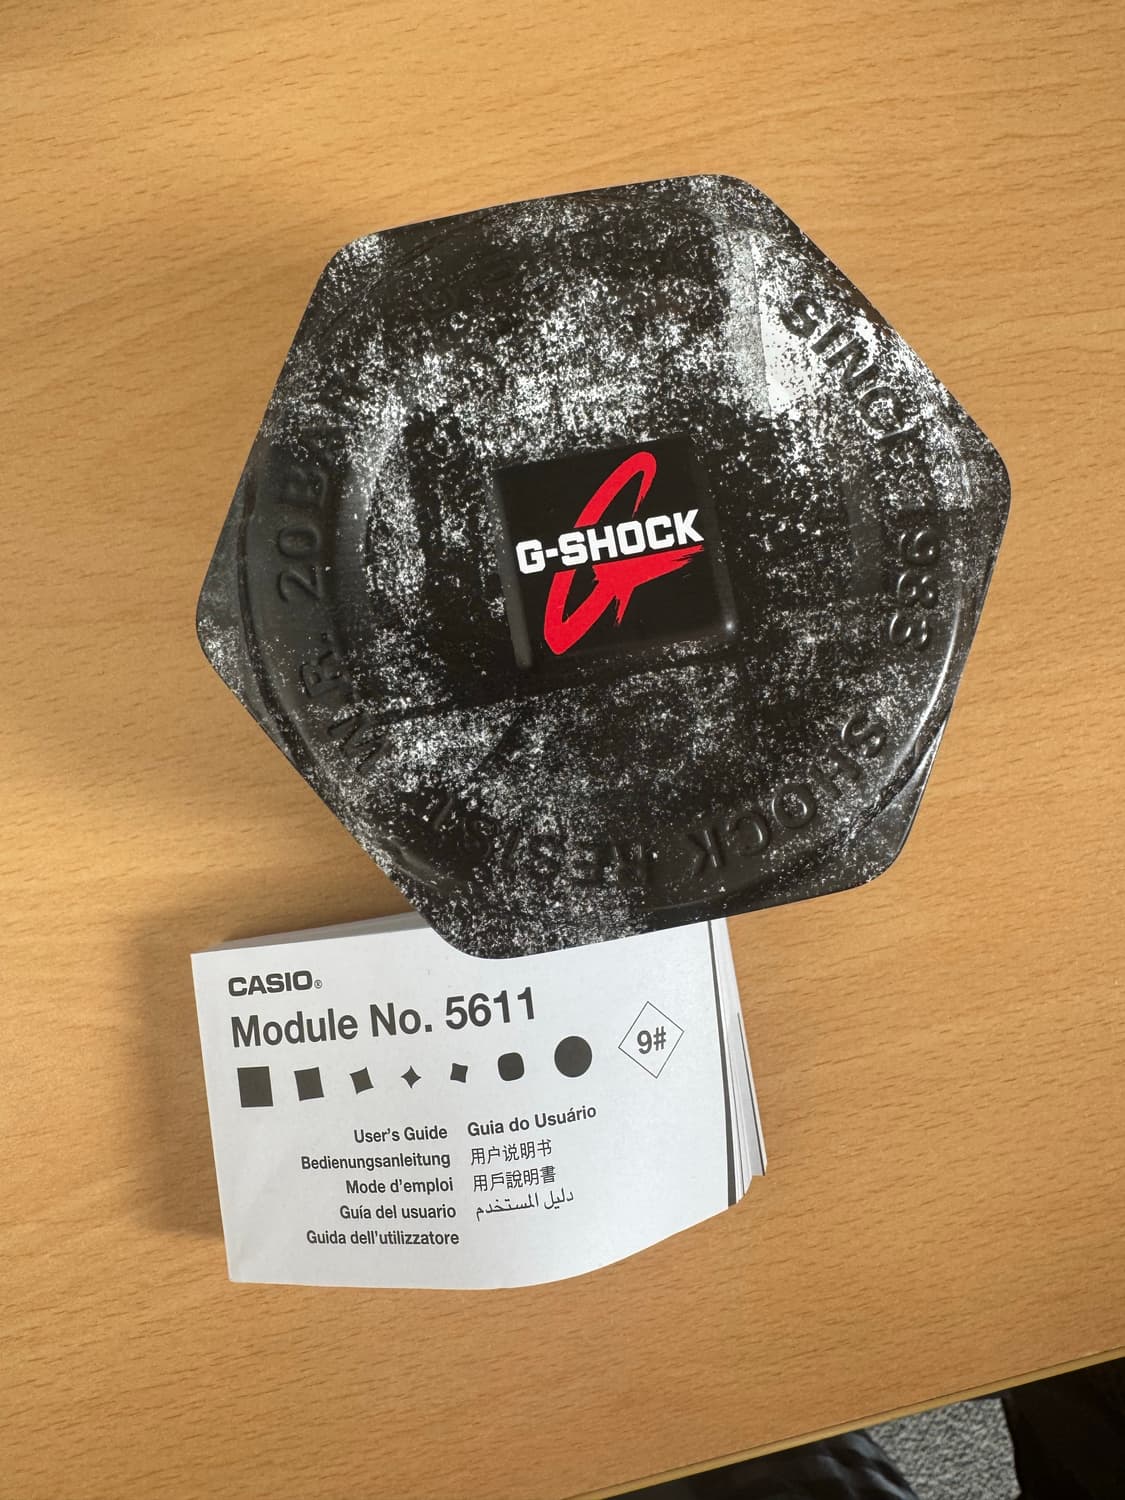 SINCE 1983
SHOCK RESIST
W.R. 20BAR
G-SHOCK
CASIO®
Module No. 5611
9#
User's Guide
Bedienungsanleitung
Mode d'emploi
Guía del usuario
Guida dell'utilizzatore
Guia do Usuário
用户说明书
用戶說明書
دليل المستخدم